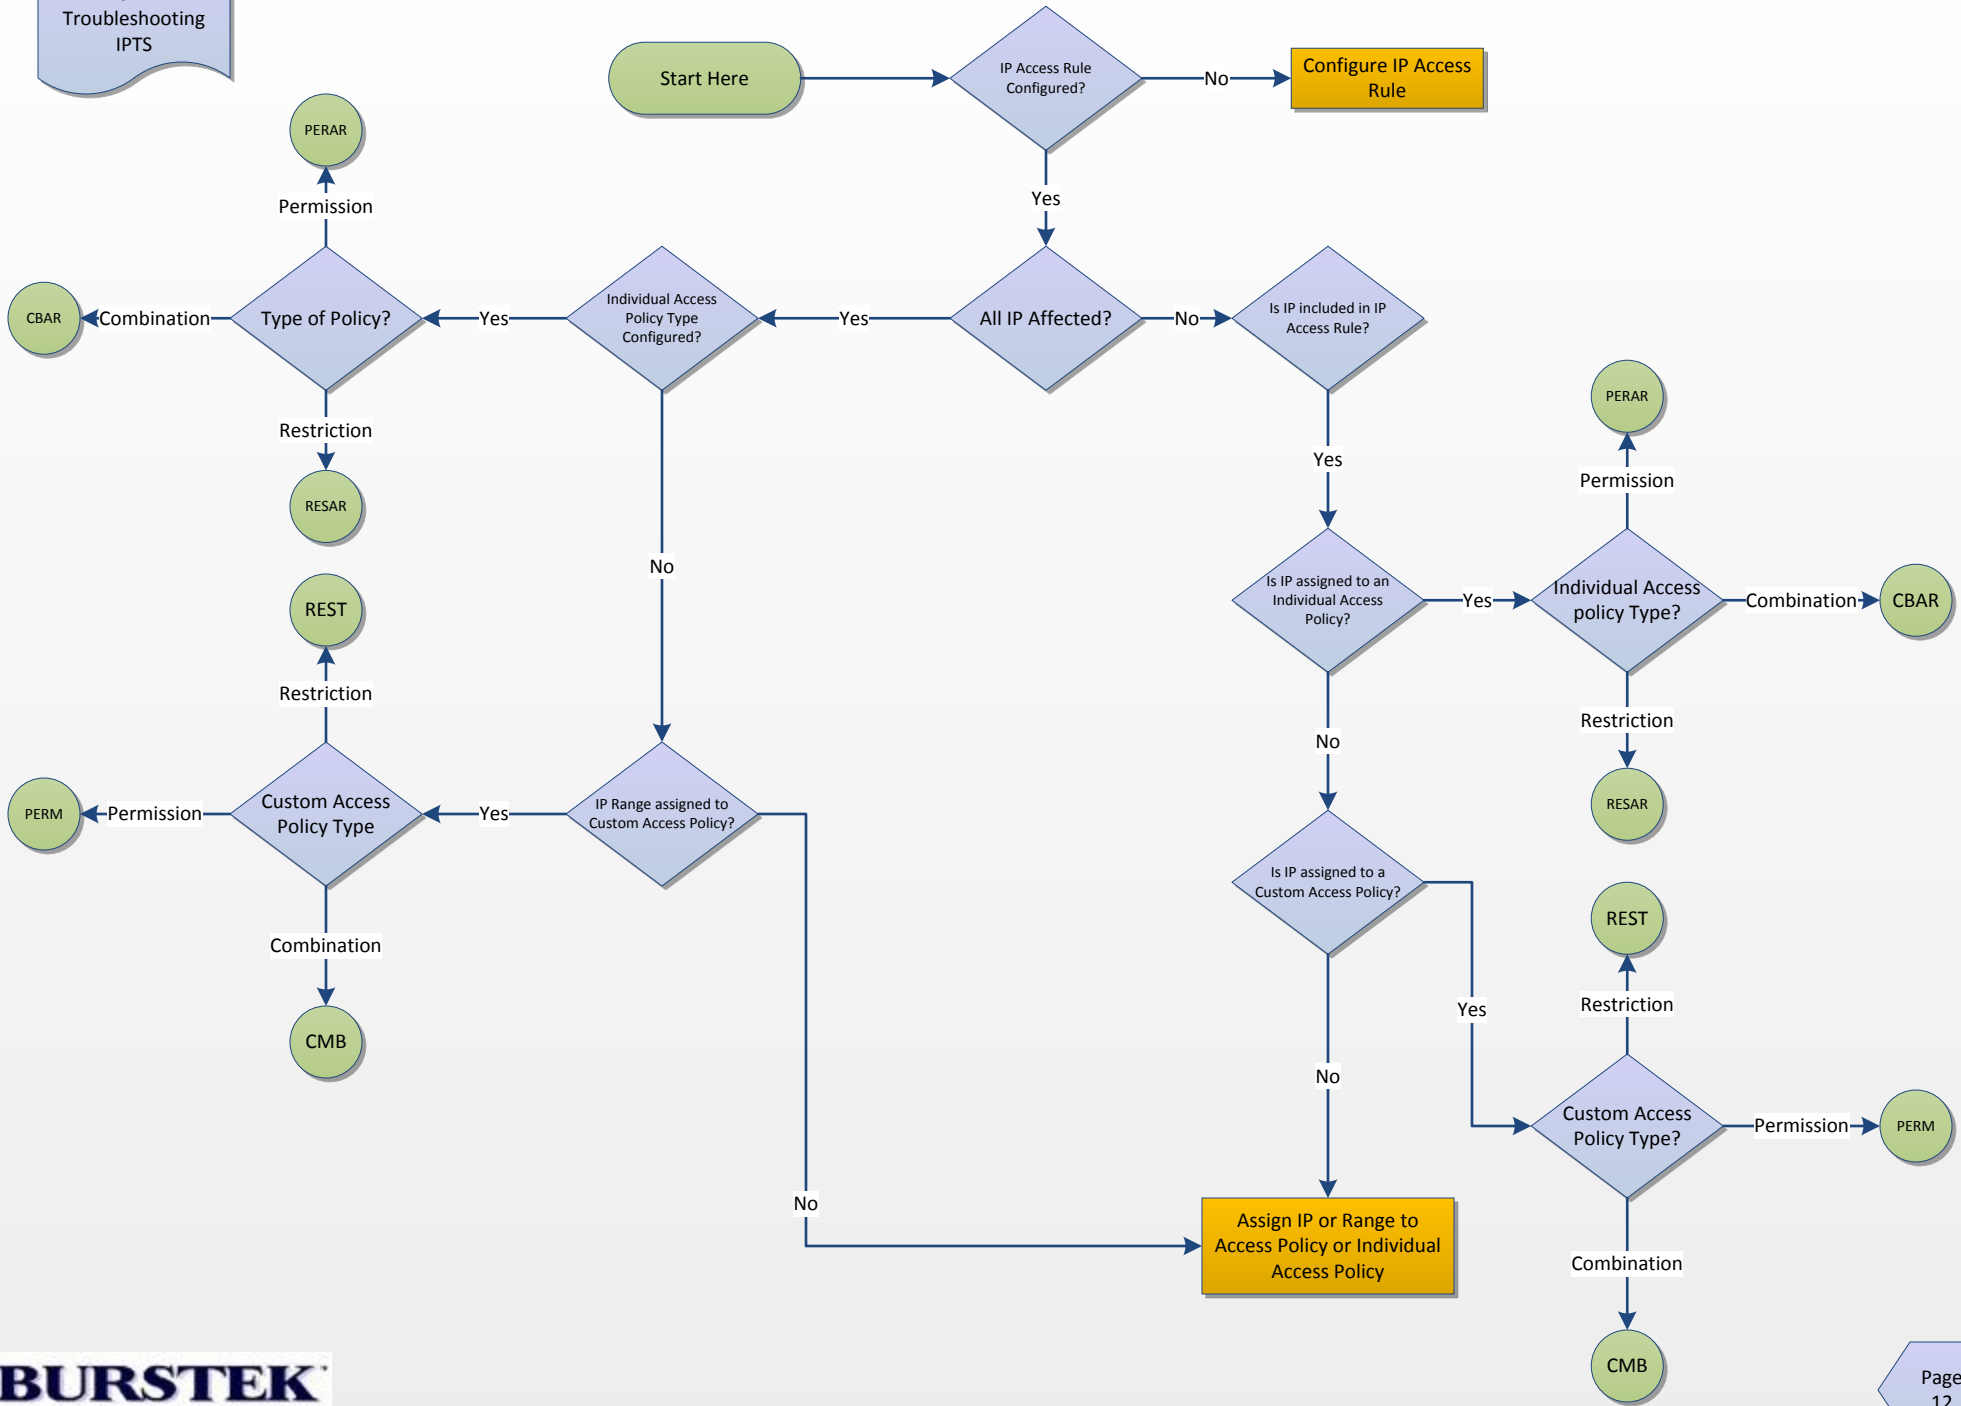 Troubleshooting
IPTS
Start Here
IP Access Rule
Configured?
No
Configure IP Access
Rule
Yes
PERAR
Permission
CBAR
Combination
Type of Policy?
Yes
Individual Access
Policy Type
Configured?
Yes
All IP Affected?
No
Is IP included in IP
Access Rule?
Restriction
RESAR
No
Yes
PERAR
Permission
Is IP assigned to an
Individual Access
Policy?
Yes
Individual Access
policy Type?
Combination
CBAR
Restriction
RESAR
No
REST
Restriction
PERM
Permission
Custom Access
Policy Type
Yes
IP Range assigned to
Custom Access Policy?
Combination
CMB
No
Is IP assigned to a
Custom Access Policy?
Yes
No
REST
Restriction
Custom Access
Policy Type?
Permission
PERM
Combination
CMB
Assign IP or Range to
Access Policy or Individual
Access Policy
BURSTEK
Page
12